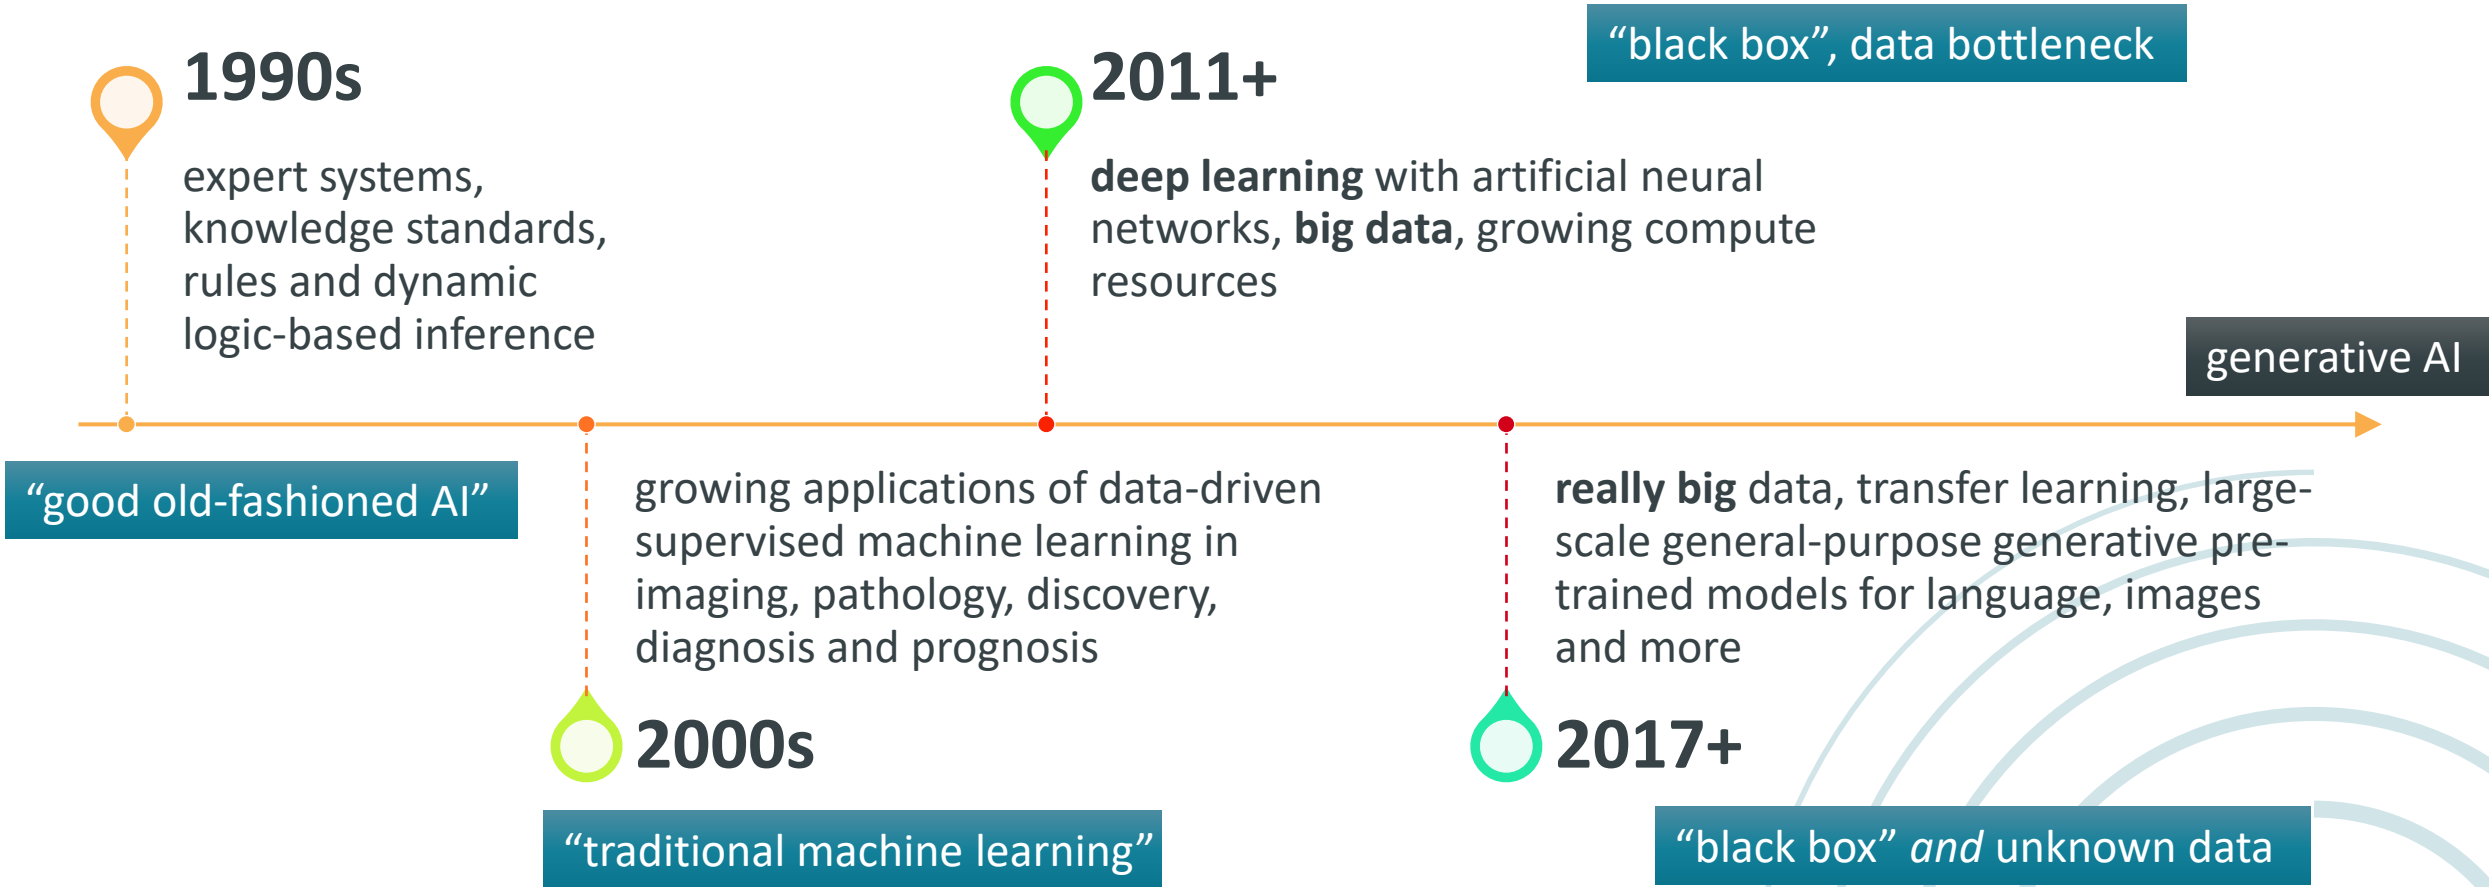 1990s
expert systems,
knowledge standards,
rules and dynamic
logic-based inference
“good old-fashioned AI”
growing applications of data-driven
supervised machine learning in
imaging, pathology, discovery,
diagnosis and prognosis
2000s
“traditional machine learning”
2011+
“black box”, data bottleneck
deep learning with artificial neural
networks, big data, growing compute
resources
generative AI
really big data, transfer learning, large-
scale general-purpose generative pre-
trained models for language, images
and more
2017+
“black box” and unknown data